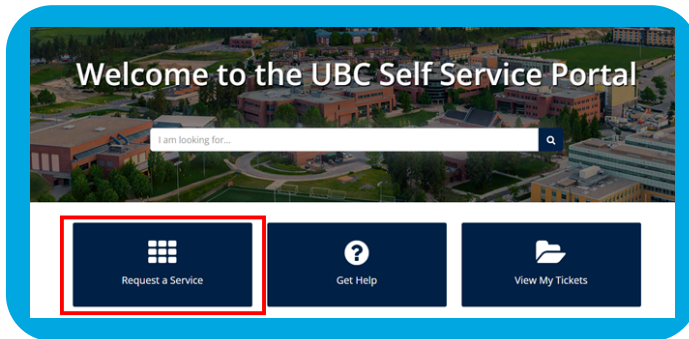 Welcome to the UBC Self Service Portal
I am looking for...
Request a Service
Get Help
View My Tickets